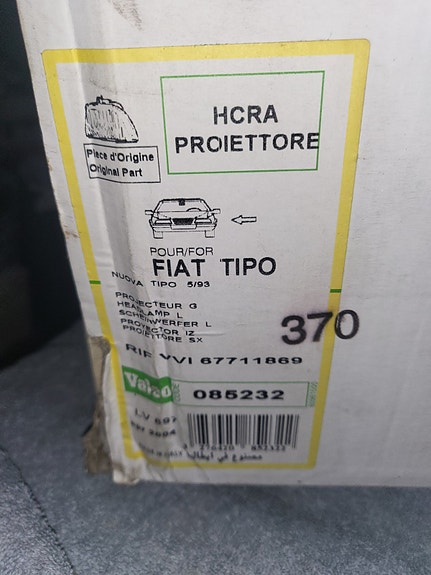 HCRA
PROIETTORE
Pièce d'Origine
Original Part
POUR/FOR
FIAT TIPO
NUOVA TIPO 5/93
PROJECTEUR G
HEADLAMP L
SCHEINWERFER L
PROYECTOR IZ
PROIETTORE SX
370
RIF VVI 67711869
Valeo
CODE
085232